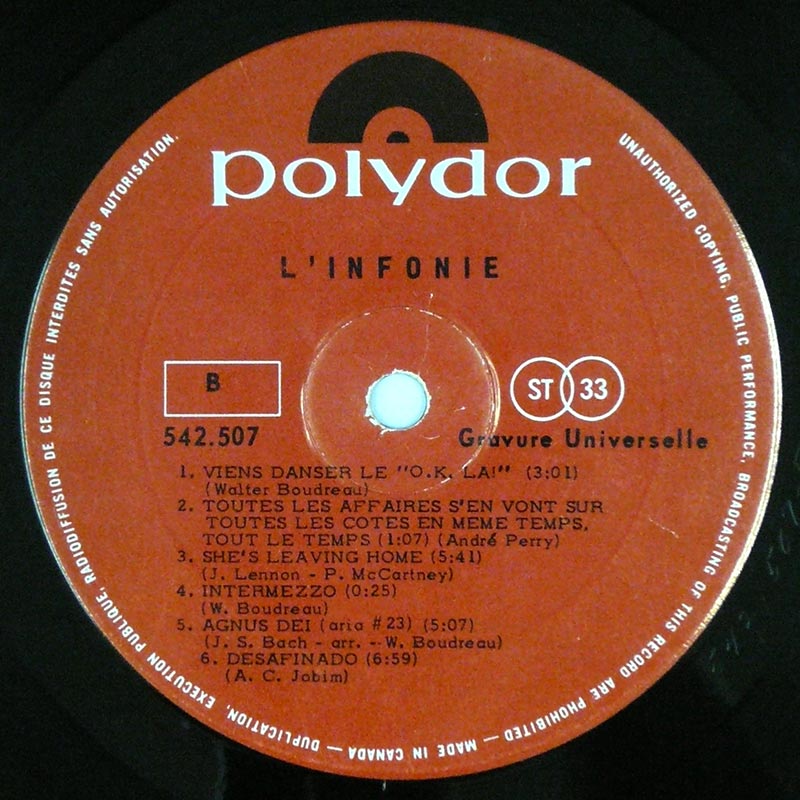 polydor
L'INFONIE
B
ST 33
542.507
Gravure Universelle
1. VIENS DANSER LE "O.K. LA!" (3:01)
(Walter Boudreau)
2. TOUTES LES AFFAIRES S'EN VONT SUR
TOUTES LES COTES EN MEME TEMPS,
TOUT LE TEMPS (1:07) (André Perry)
3. SHE'S LEAVING HOME (5:41)
(J. Lennon - P. McCartney)
4. INTERMEZZO (0:25)
(W. Boudreau)
5. AGNUS DEI (aria #23) (5:07)
(J. S. Bach - arr. - W. Boudreau)
6. DESAFINADO (6:59)
(A. C. Jobim)
UNAUTHORIZED COPYING, PUBLIC PERFORMANCE, BROADCASTING OF THIS RECORD ARE PROHIBITED — MADE IN CANADA — DUPLICATION, EXECUTION PUBLIQUE, RADIODIFFUSION DE CE DISQUE INTERDITES SANS AUTORISATION.